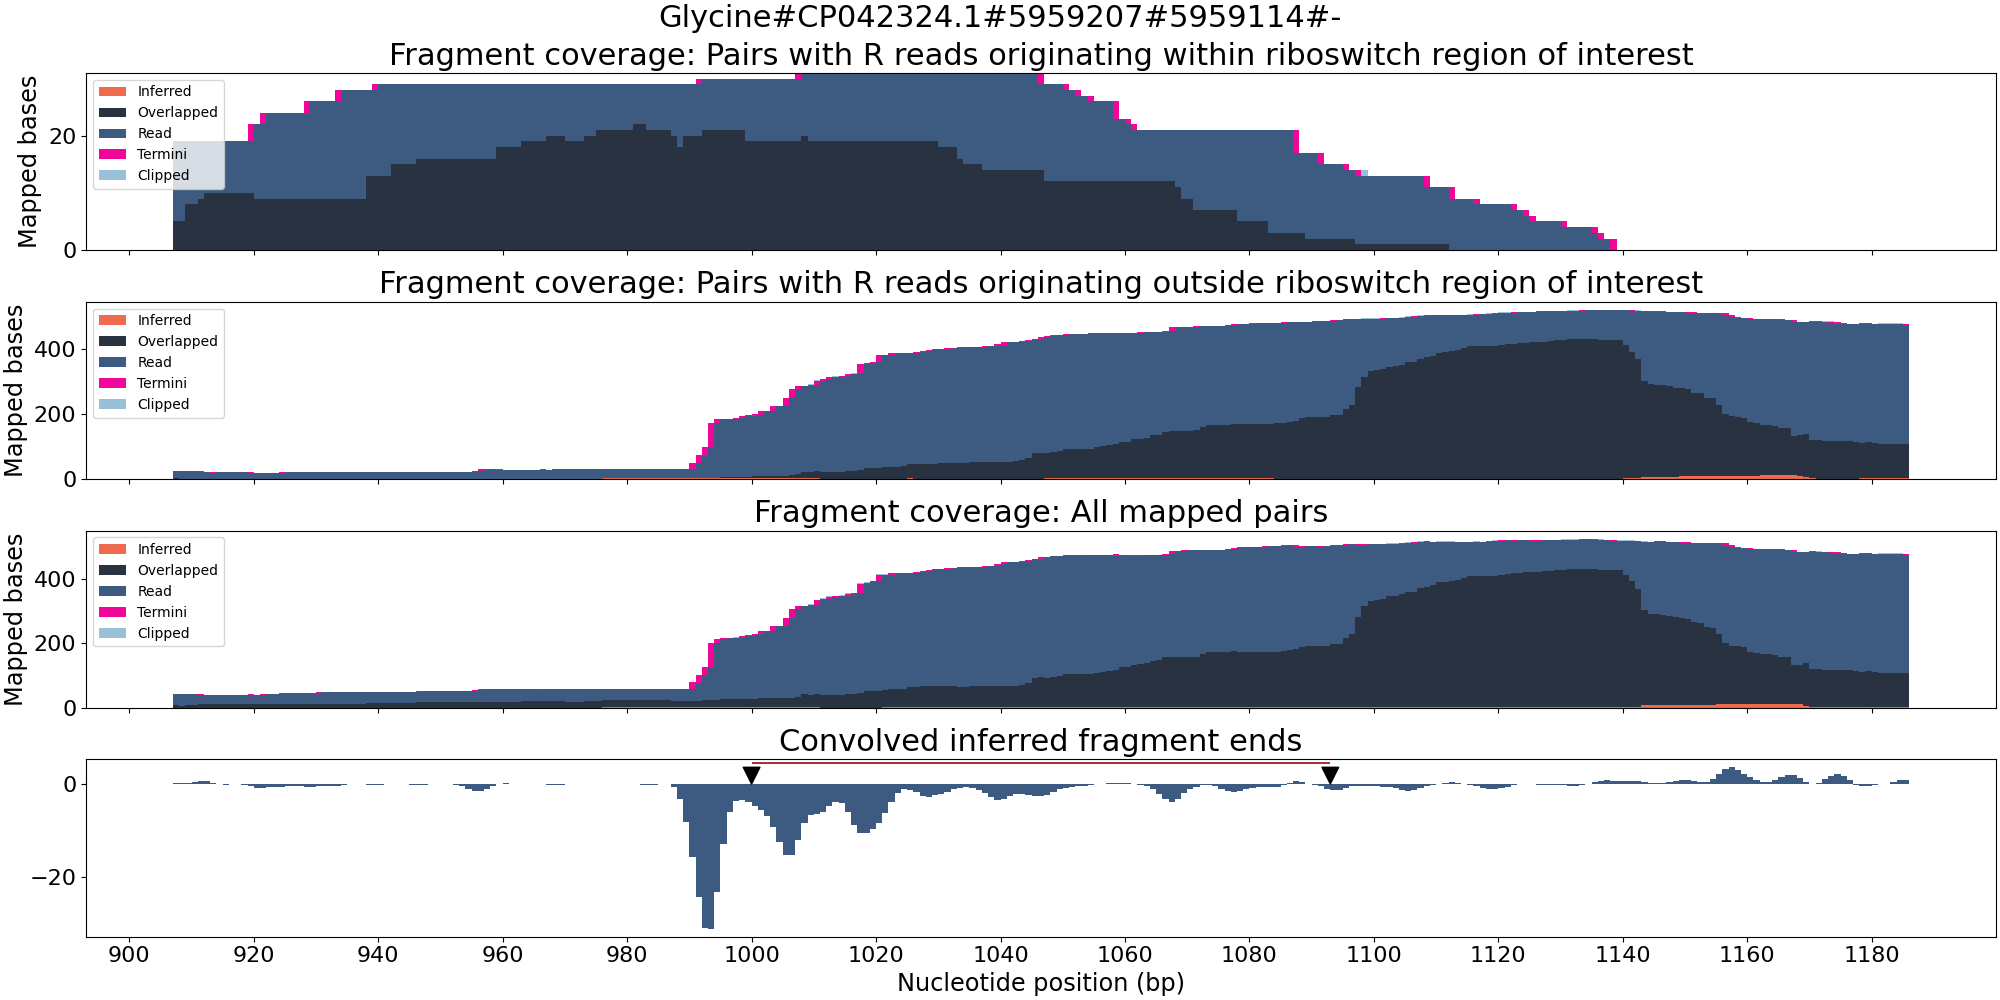 Glycine#CP042324.1#5959207#5959114#-
Fragment coverage: Pairs with R reads originating within riboswitch region of interest
Mapped bases
20
0
Inferred
Overlapped
Read
Termini
Clipped
Fragment coverage: Pairs with R reads originating outside riboswitch region of interest
Mapped bases
400
200
0
Inferred
Overlapped
Read
Termini
Clipped
Fragment coverage: All mapped pairs
Mapped bases
400
200
0
Inferred
Overlapped
Read
Termini
Clipped
Convolved inferred fragment ends
0
−20
900 920 940 960 980 1000 1020 1040 1060 1080 1100 1120 1140 1160 1180
Nucleotide position (bp)